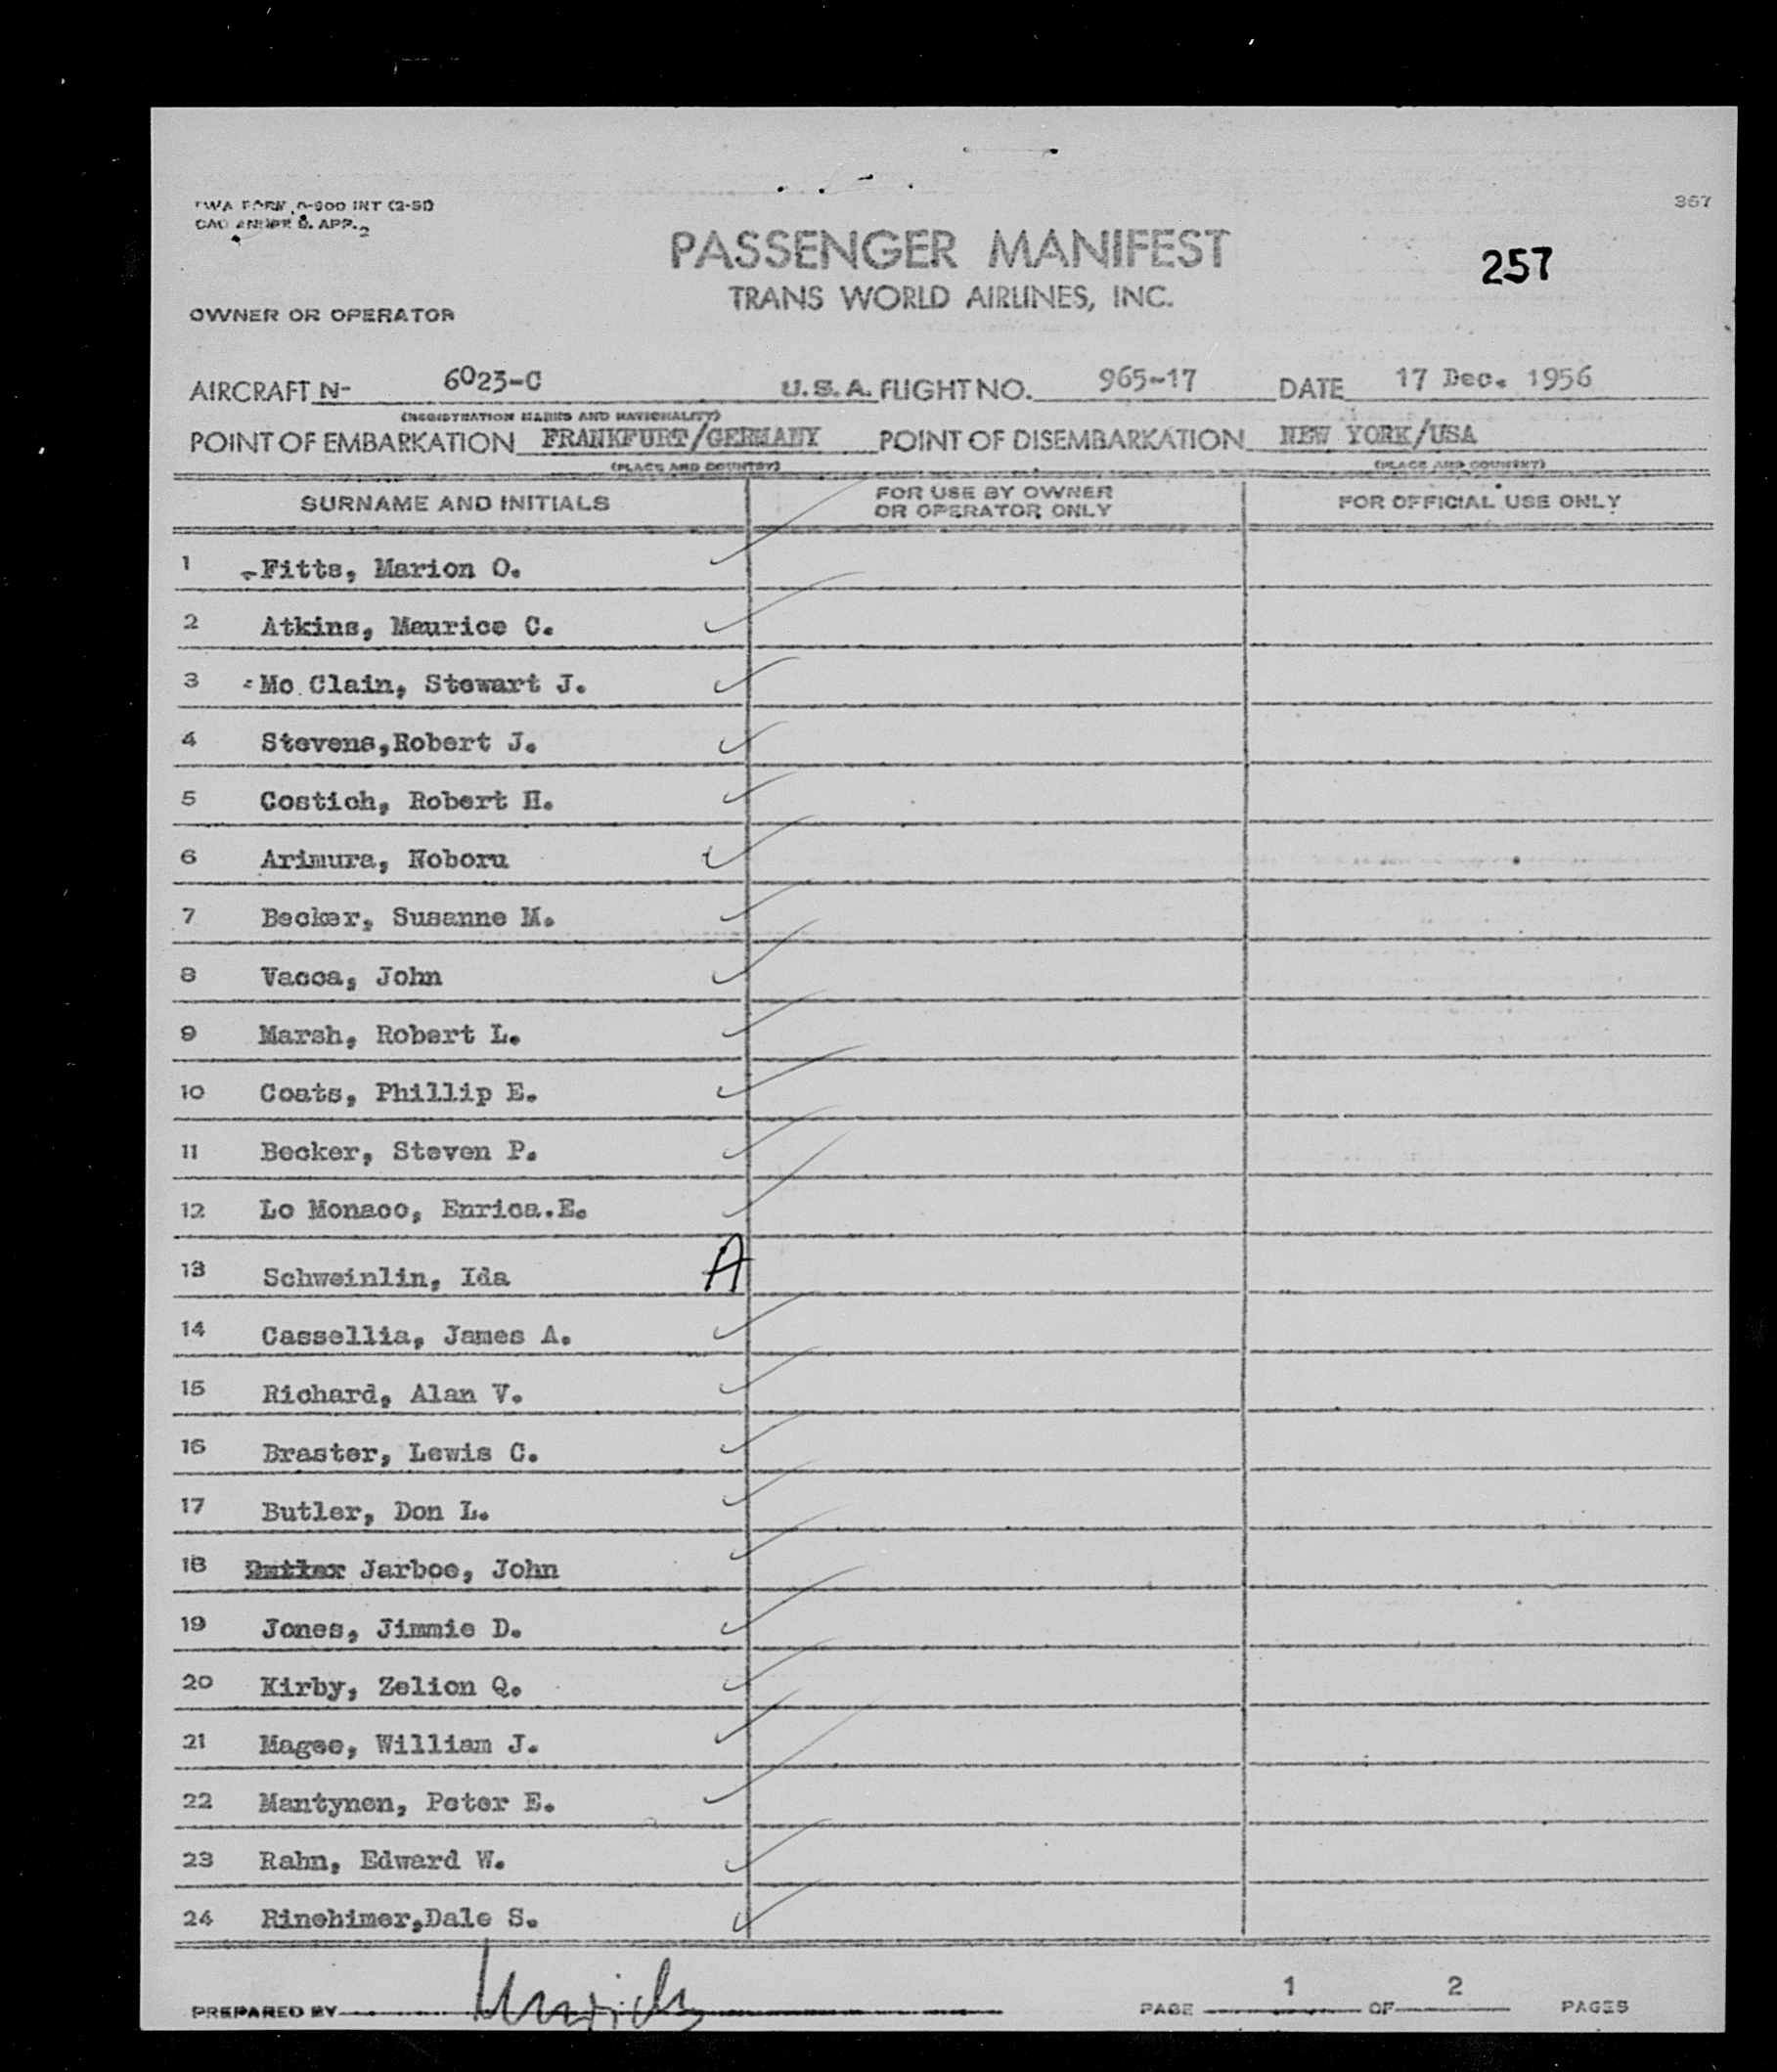 367
TWA FORM O-900 INT (2-51)
CAO ANNEX 9. APP. 2
PASSENGER MANIFEST
257
TRANS WORLD AIRLINES, INC.
OWNER OR OPERATOR
AIRCRAFT N- 6023-C U.S.A. FLIGHT NO. 965-17 DATE 17 Dec. 1956
(REGISTRATION MARKS AND NATIONALITY)
POINT OF EMBARKATION FRANKFURT/GERMANY POINT OF DISEMBARKATION NEW YORK/USA
(PLACE AND COUNTRY) (PLACE AND COUNTRY)
SURNAME AND INITIALS FOR USE BY OWNER OR OPERATOR ONLY FOR OFFICIAL USE ONLY
1 Fitts, Marion O.
2 Atkins, Maurice C.
3 Mc Clain, Stewart J.
4 Stevens,Robert J.
5 Costich, Robert H.
6 Arimura, Noboru
7 Becker, Susanne M.
8 Vacca, John
9 Marsh, Robert L.
10 Coats, Phillip E.
11 Becker, Steven P.
12 Lo Monaco, Enrica.E.
13 Schweinlin, Ida A
14 Cassellia, James A.
15 Richard, Alan V.
16 Braster, Lewis C.
17 Butler, Don L.
18 Butler Jarboe, John
19 Jones, Jimmie D.
20 Kirby, Zelion Q.
21 Magee, William J.
22 Mantynen, Peter E.
23 Rahn, Edward W.
24 Rinehimer,Dale S.
PREPARED BY PAGE 1 OF 2 PAGES